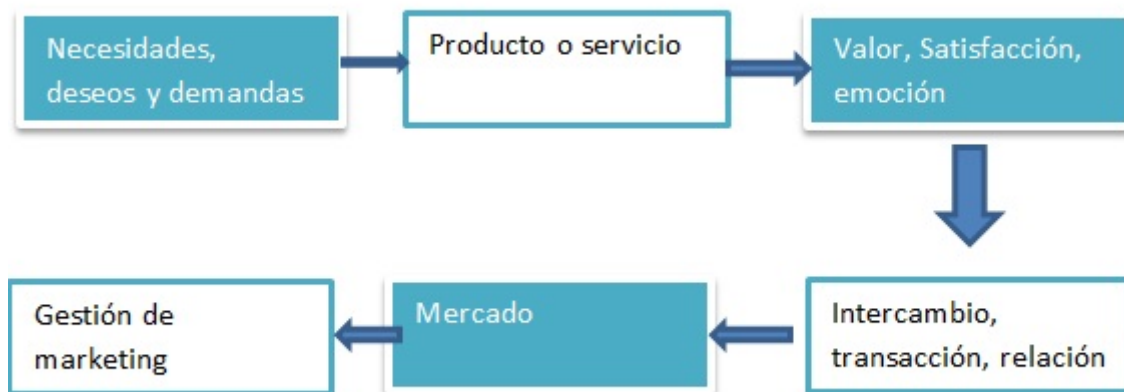 Necesidades,
deseos y demandas
Producto o servicio
Valor, Satisfacción,
emoción
Intercambio,
transacción, relación
Mercado
Gestión de
marketing